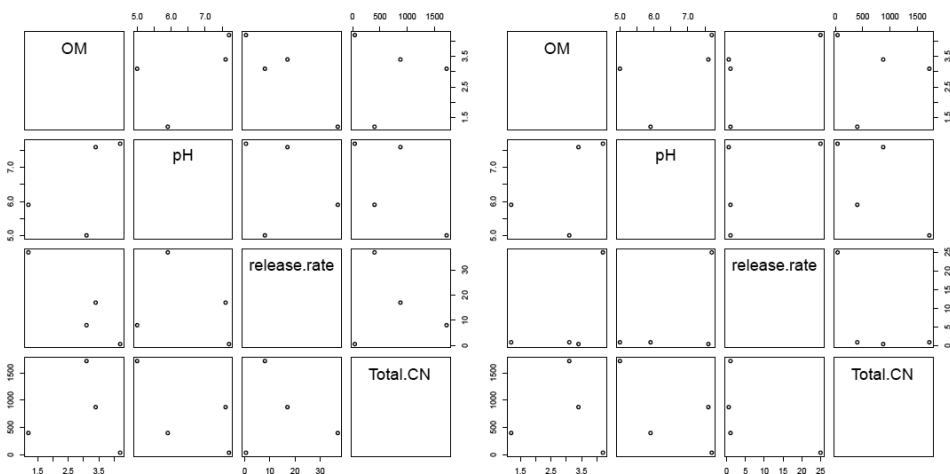 5.0 6.0 7.0 0 500 1000 1500
OM
1.5 2.5 3.5
5.0 6.0 7.0
pH
release.rate
0 10 20 30
0 500 1000 1500
Total.CN
1.5 2.5 3.5 0 10 20 30
5.0 6.0 7.0 0 500 1000 1500
OM
1.5 2.5 3.5
5.0 6.0 7.0
pH
release.rate
0 5 10 15 20 25
0 500 1000 1500
Total.CN
1.5 2.5 3.5 0 5 10 15 20 25